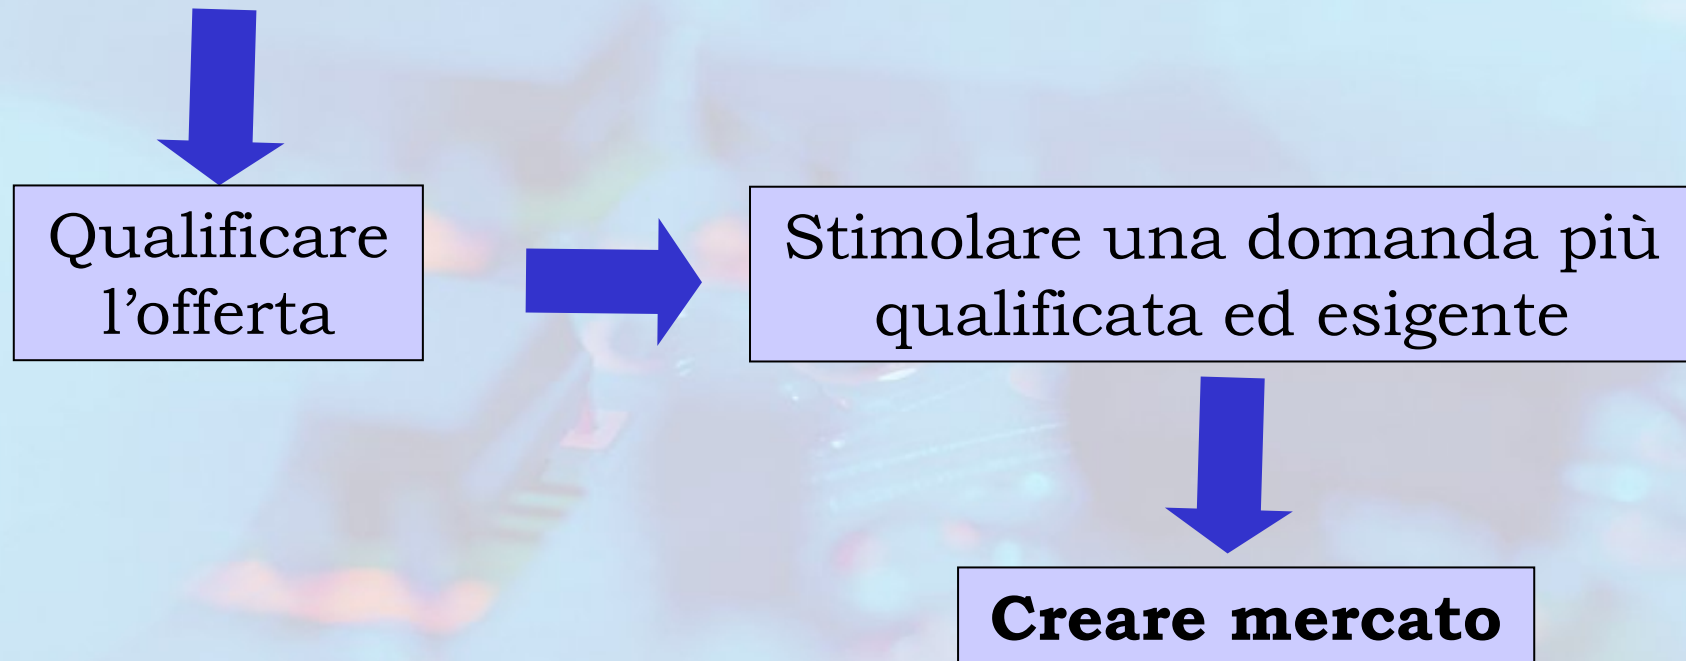 Qualificare
l’offerta
Stimolare una domanda più
qualificata ed esigente
Creare mercato